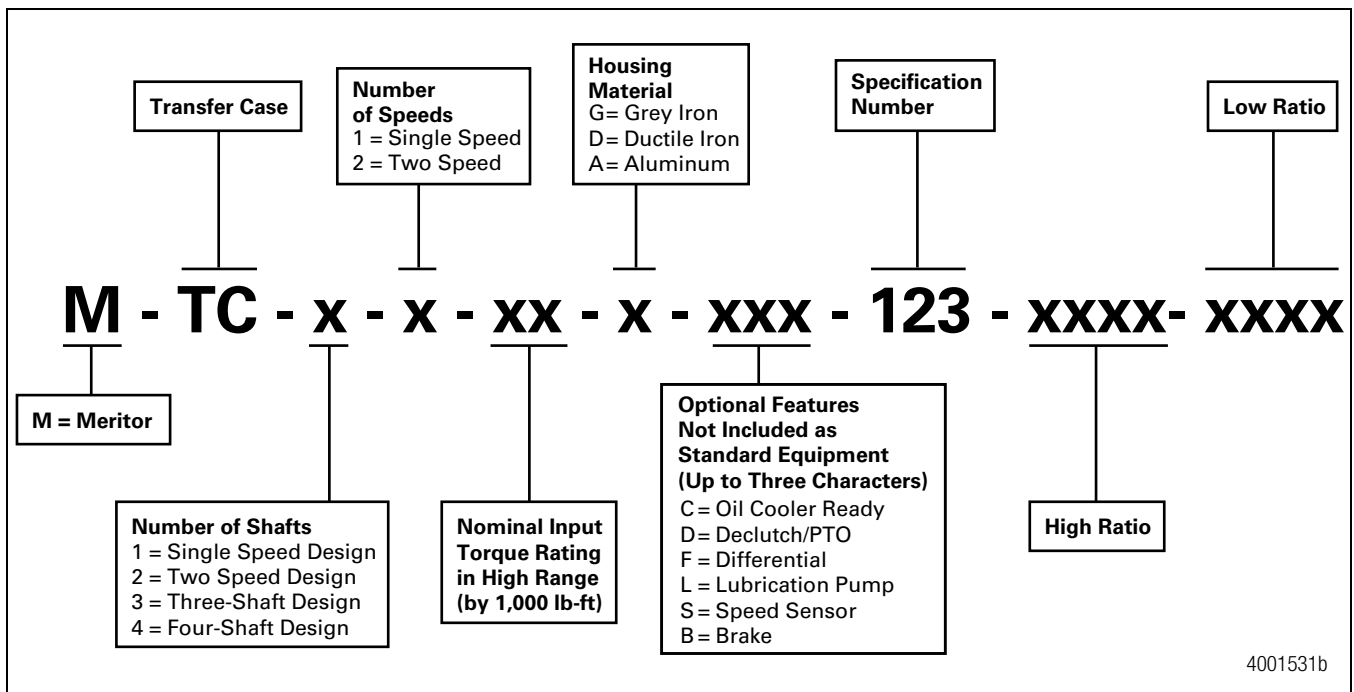 Transfer Case
Number
of Speeds
1 = Single Speed
2 = Two Speed
Housing
Material
G= Grey Iron
D= Ductile Iron
A= Aluminum
Specification
Number
Low Ratio
M - TC - x - x - xx - x - xxx - 123 - xxxx- xxxx
M = Meritor
Number of Shafts
1 = Single Speed Design
2 = Two Speed Design
3 = Three-Shaft Design
4 = Four-Shaft Design
Nominal Input
Torque Rating
in High Range
(by 1,000 lb-ft)
Optional Features
Not Included as
Standard Equipment
(Up to Three Characters)
C = Oil Cooler Ready
D= Declutch/PTO
F = Differential
L = Lubrication Pump
S = Speed Sensor
B = Brake
High Ratio
4001531b